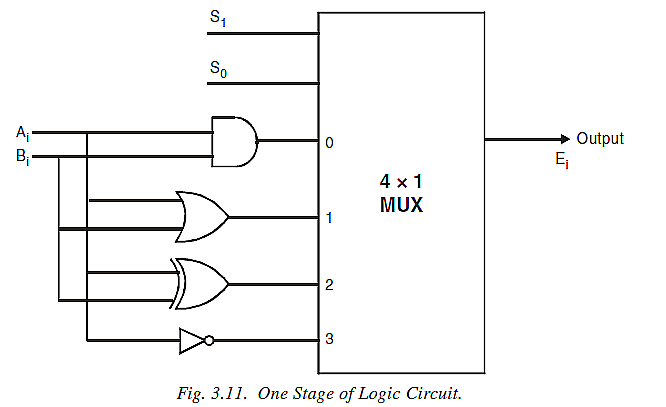 S1
S0
Ai
Bi
0
1
2
3
4 × 1
MUX
Output
Ei
Fig. 3.11. One Stage of Logic Circuit.